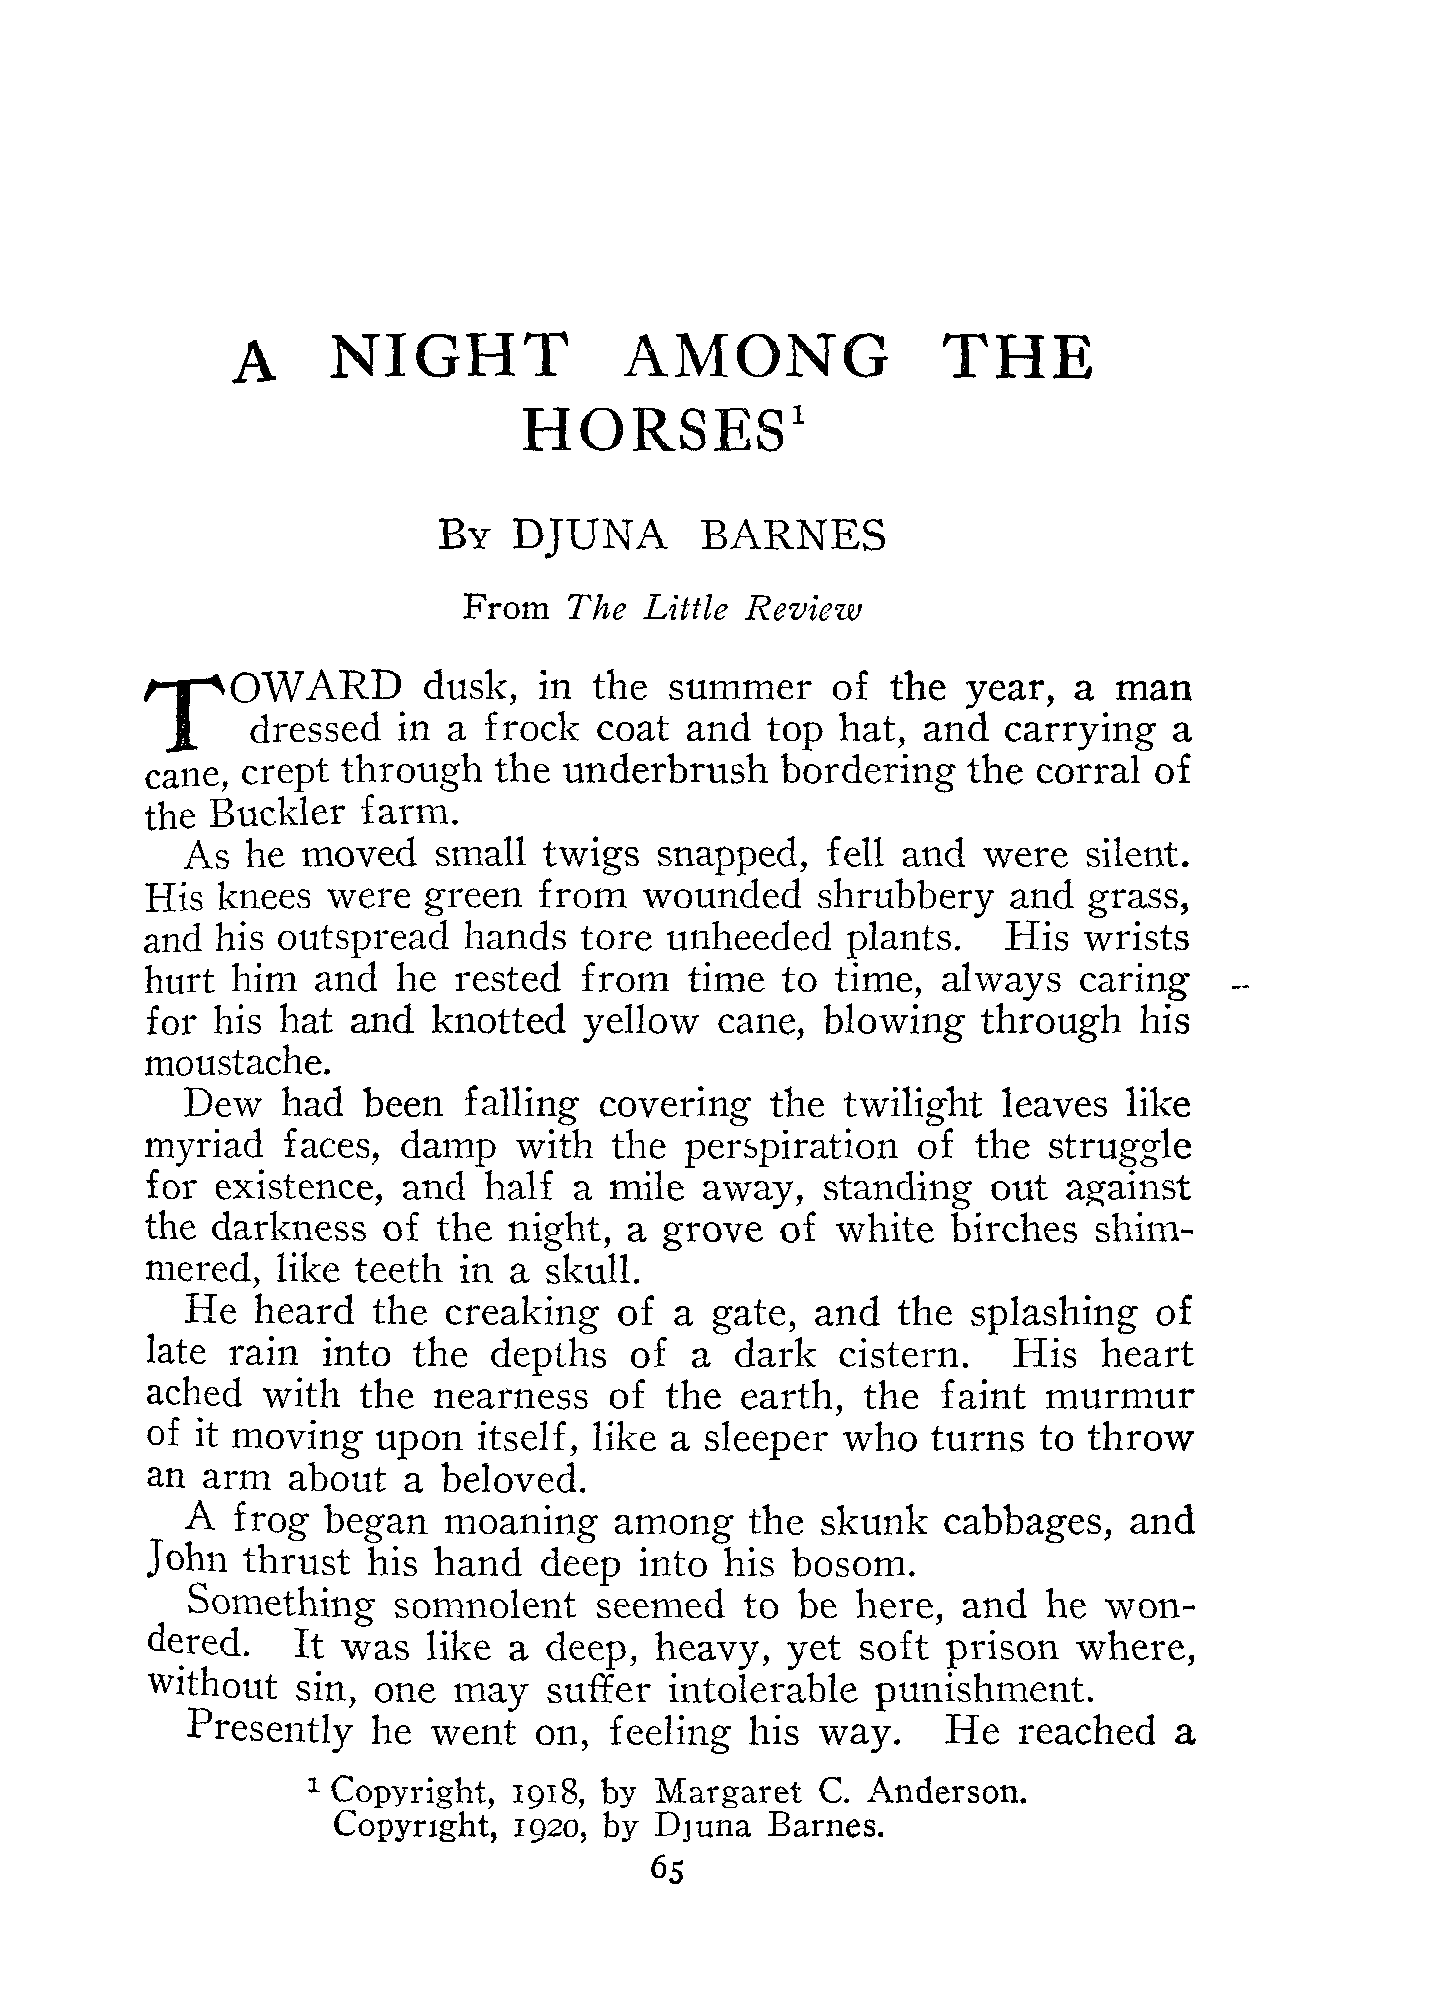 A NIGHT AMONG THE
HORSES¹
By DJUNA BARNES
From The Little Review
TOWARD dusk, in the summer of the year, a man
dressed in a frock coat and top hat, and carrying a
cane, crept through the underbrush bordering the corral of
the Buckler farm.
As he moved small twigs snapped, fell and were silent.
His knees were green from wounded shrubbery and grass,
and his outspread hands tore unheeded plants. His wrists
hurt him and he rested from time to time, always caring
for his hat and knotted yellow cane, blowing through his
moustache.
Dew had been falling covering the twilight leaves like
myriad faces, damp with the perspiration of the struggle
for existence, and half a mile away, standing out against
the darkness of the night, a grove of white birches shim-
mered, like teeth in a skull.
He heard the creaking of a gate, and the splashing of
late rain into the depths of a dark cistern. His heart
ached with the nearness of the earth, the faint murmur
of it moving upon itself, like a sleeper who turns to throw
an arm about a beloved.
A frog began moaning among the skunk cabbages, and
John thrust his hand deep into his bosom.
Something somnolent seemed to be here, and he won-
dered. It was like a deep, heavy, yet soft prison where,
without sin, one may suffer intolerable punishment.
Presently he went on, feeling his way. He reached a
¹ Copyright, 1918, by Margaret C. Anderson.
Copyright, 1920, by Djuna Barnes.
65